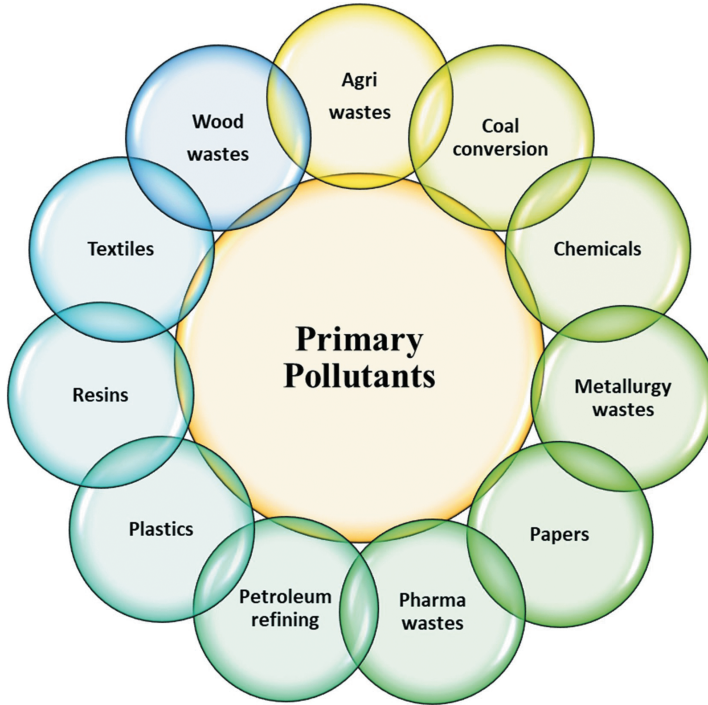 Primary
Pollutants
Agri
wastes
Coal
conversion
Chemicals
Metallurgy
wastes
Papers
Pharma
wastes
Petroleum
refining
Plastics
Resins
Textiles
Wood
wastes